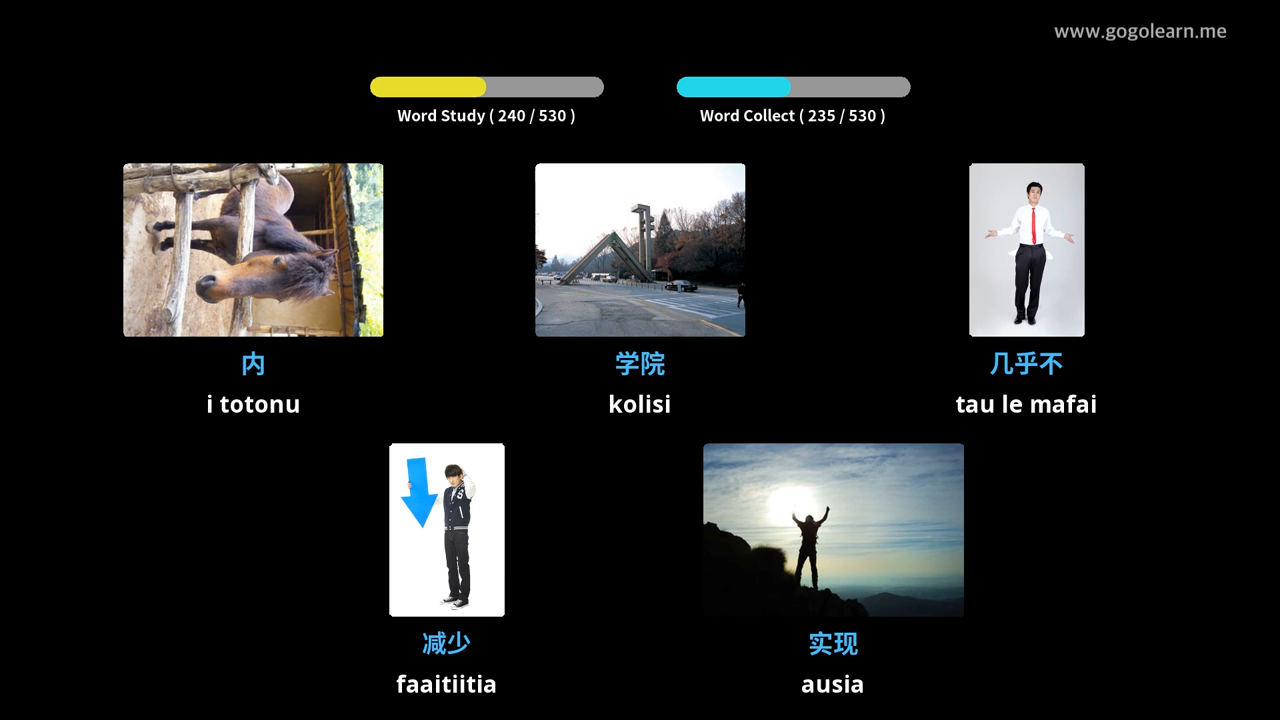 www.gogolearn.me
Word Study ( 240 / 530 )
Word Collect ( 235 / 530 )
内
学院
几乎不
i totonu
kolisi
tau le mafai
减少
实现
faaitiitia
ausia